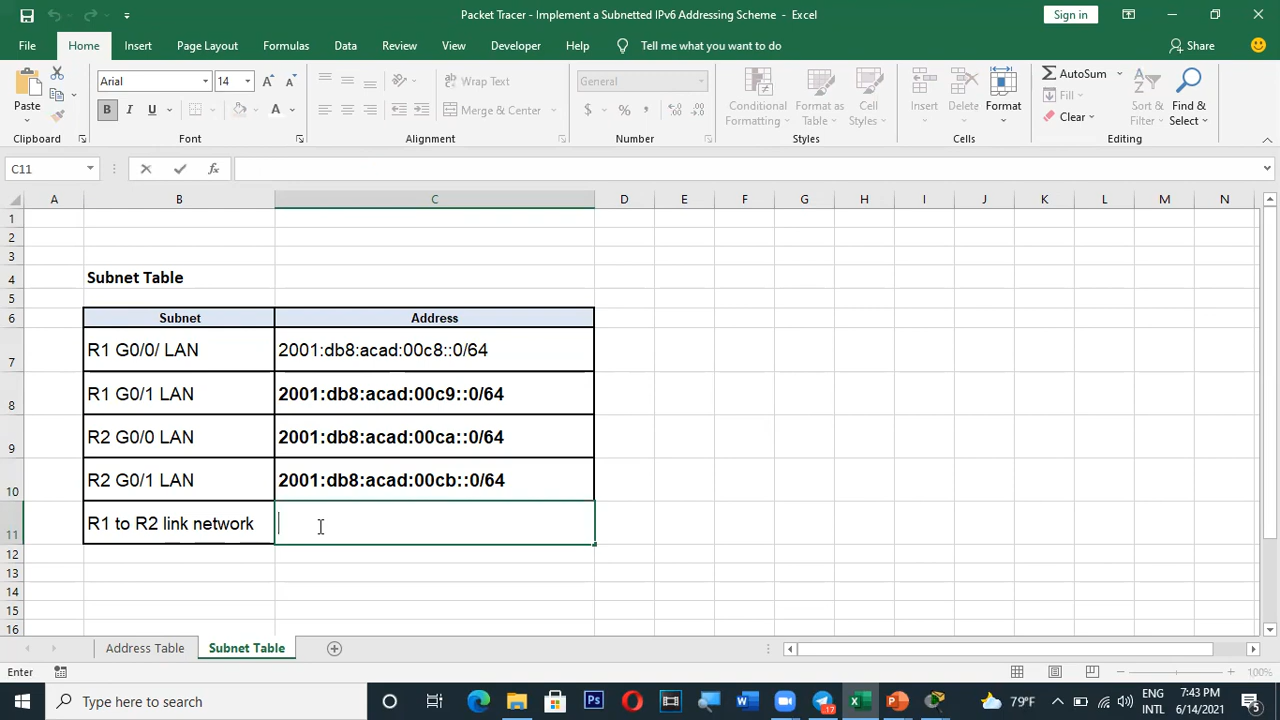 Packet Tracer - Implement a Subnetted IPv6 Addressing Scheme - Excel
Sign in
File Home Insert Page Layout Formulas Data Review View Developer Help Tell me what you want to do Share
Paste
Arial 14
B I U A
Wrap Text
Merge & Center
General
$ % ,
Conditional Formatting
Format as Table
Cell Styles
Insert Delete Format
AutoSum
Fill
Clear
Sort & Filter
Find & Select
Clipboard Font Alignment Number Styles Cells Editing
C11 fx
A B C D E F G H I J K L M N
1
2
3
4 Subnet Table
5
6 Subnet Address
7 R1 G0/0/ LAN 2001:db8:acad:00c8::0/64
8 R1 G0/1 LAN 2001:db8:acad:00c9::0/64
9 R2 G0/0 LAN 2001:db8:acad:00ca::0/64
10 R2 G0/1 LAN 2001:db8:acad:00cb::0/64
11 R1 to R2 link network
12
13
14
15
16
Address Table Subnet Table
Enter 100%
Type here to search
17
79°F
ENG
INTL
7:43 PM
6/14/2021
5